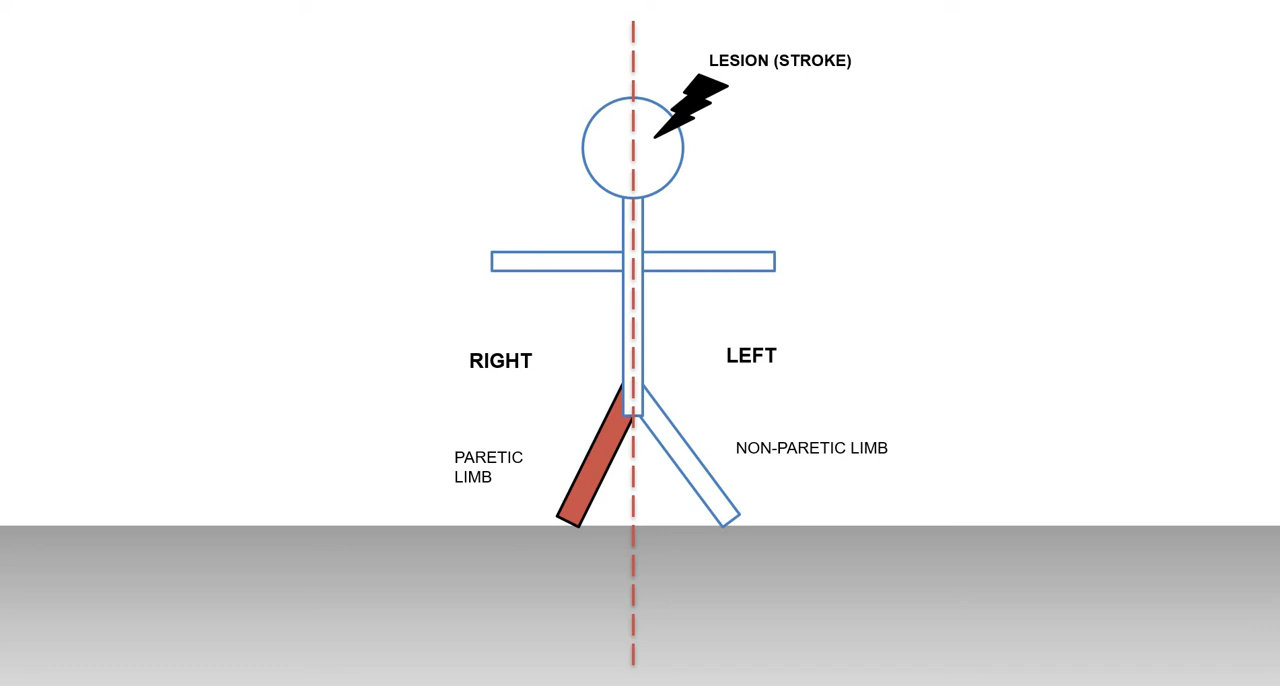 LESION (STROKE)
RIGHT
LEFT
PARETIC
LIMB
NON-PARETIC LIMB